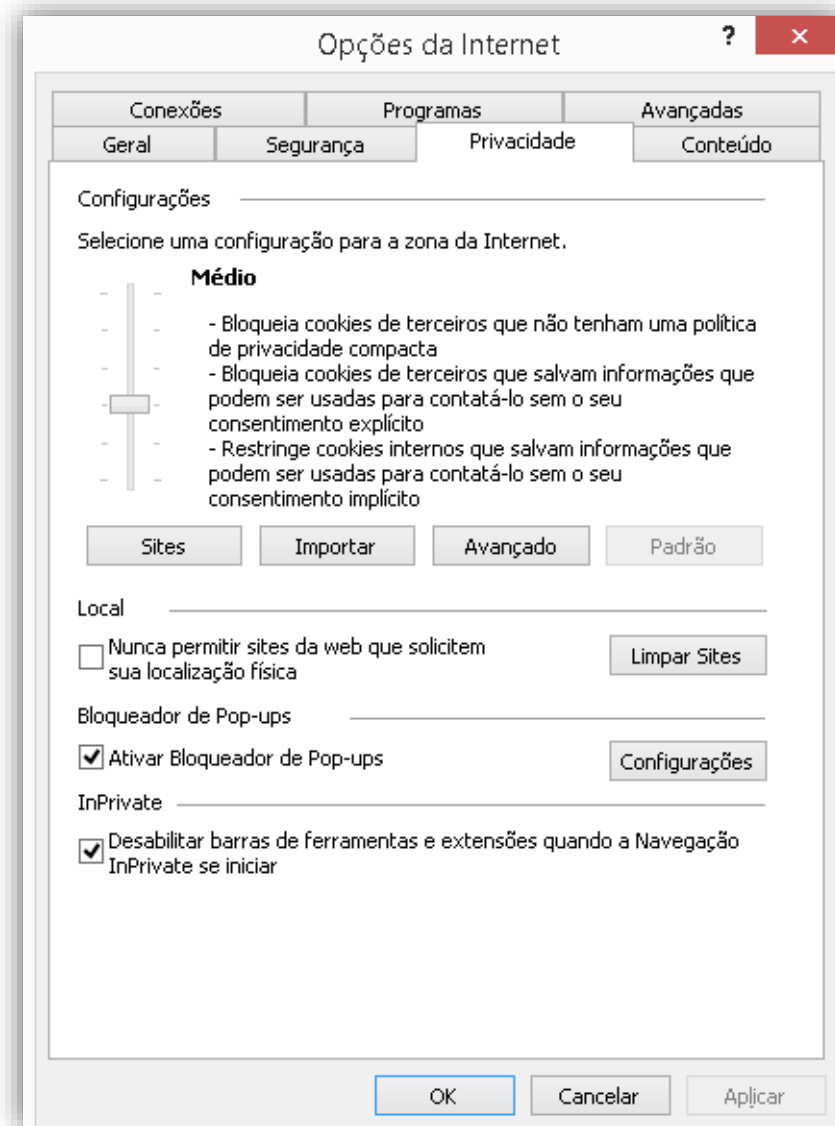 Opções da Internet
?
×
Conexões
Programas
Avançadas
Geral
Segurança
Privacidade
Conteúdo
Configurações
Selecione uma configuração para a zona da Internet.
Médio
- Bloqueia cookies de terceiros que não tenham uma política
de privacidade compacta
- Bloqueia cookies de terceiros que salvam informações que
podem ser usadas para contatá-lo sem o seu
consentimento explícito
- Restringe cookies internos que salvam informações que
podem ser usadas para contatá-lo sem o seu
consentimento implícito
Sites
Importar
Avançado
Padrão
Local
Nunca permitir sites da web que solicitem
sua localização física
Limpar Sites
Bloqueador de Pop-ups
Ativar Bloqueador de Pop-ups
Configurações
InPrivate
Desabilitar barras de ferramentas e extensões quando a Navegação
InPrivate se iniciar
OK
Cancelar
Aplicar